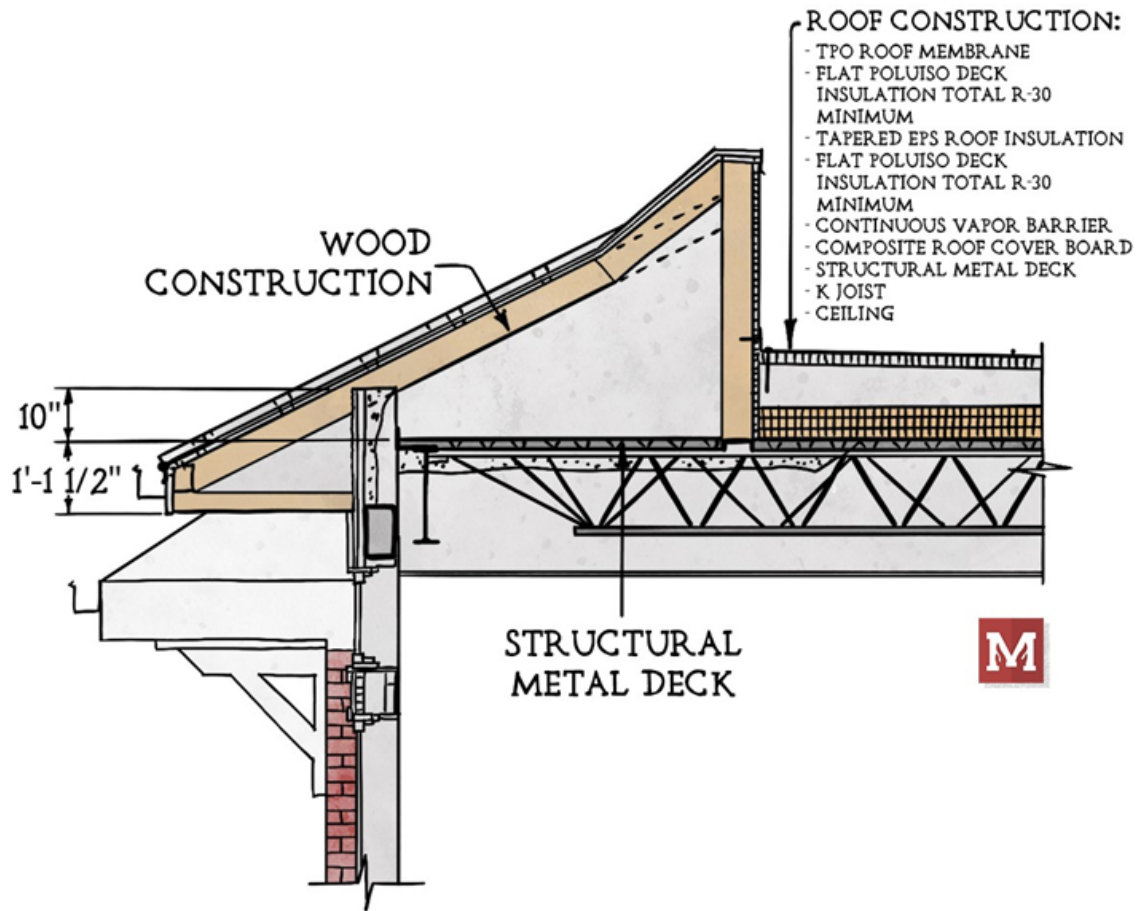 ROOF CONSTRUCTION:
- TPO ROOF MEMBRANE
- FLAT POLUISO DECK
INSULATION TOTAL R-30
MINIMUM
- TAPERED EPS ROOF INSULATION
- FLAT POLUISO DECK
INSULATION TOTAL R-30
MINIMUM
- CONTINUOUS VAPOR BARRIER
- COMPOSITE ROOF COVER BOARD
- STRUCTURAL METAL DECK
- K JOIST
- CEILING
WOOD
CONSTRUCTION
10"
1'-1 1/2"
STRUCTURAL
METAL DECK
M